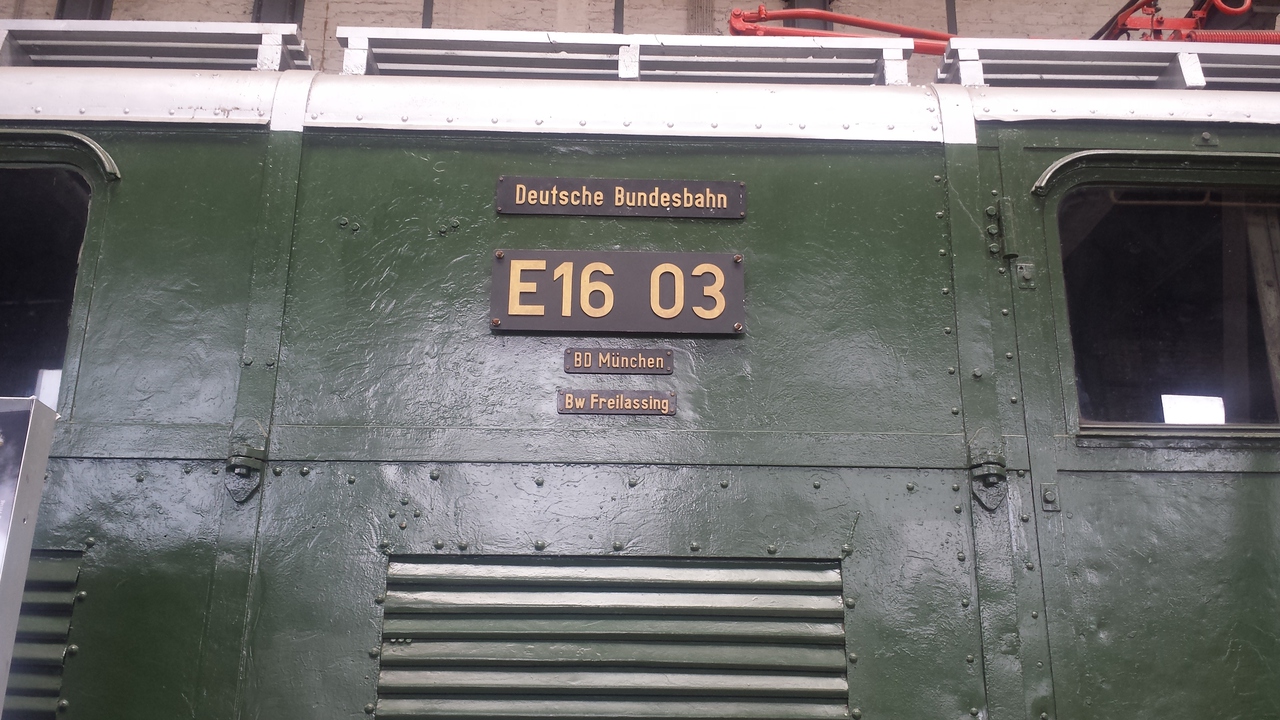 Deutsche Bundesbahn
E16 03
BD München
Bw Freilassing